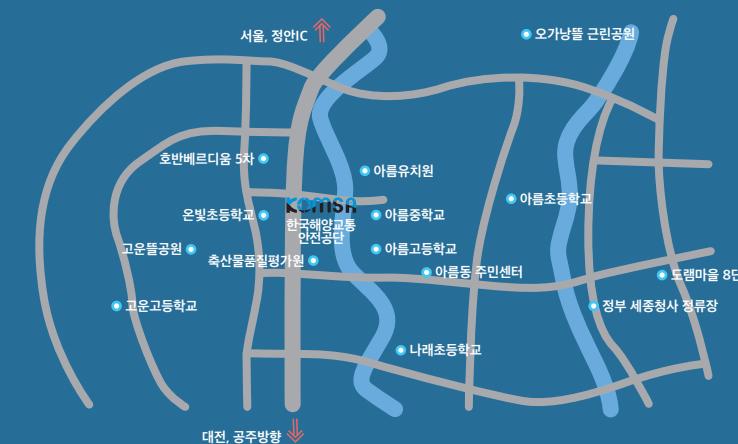 서울, 정안IC
오가낭뜰 근린공원
호반베르디움 5차
아름유치원
아름초등학교
komsa
온빛초등학교
아름중학교
한국해양교통
안전공단
고운뜰공원
아름고등학교
축산물품질평가원
아름동 주민센터
도램마을 8단
고운고등학교
정부 세종청사 정류장
나래초등학교
대전, 공주방향